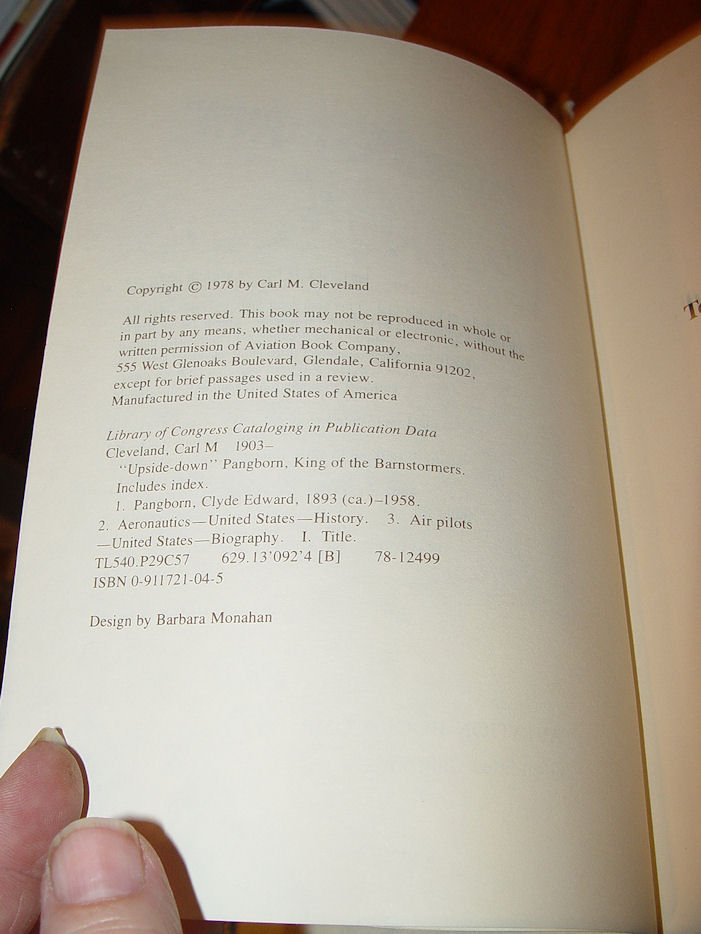 Copyright © 1978 by Carl M. Cleveland
All rights reserved. This book may not be reproduced in whole or
in part by any means, whether mechanical or electronic, without the
written permission of Aviation Book Company,
555 West Glenoaks Boulevard, Glendale, California 91202,
except for brief passages used in a review.
Manufactured in the United States of America
Library of Congress Cataloging in Publication Data
Cleveland, Carl M 1903–
“Upside-down” Pangborn, King of the Barnstormers.
Includes index.
1. Pangborn, Clyde Edward, 1893 (ca.)–1958.
2. Aeronautics—United States—History. 3. Air pilots
—United States—Biography. I. Title.
TL540.P29C57 629.13’092’4 [B] 78-12499
ISBN 0-911721-04-5
Design by Barbara Monahan